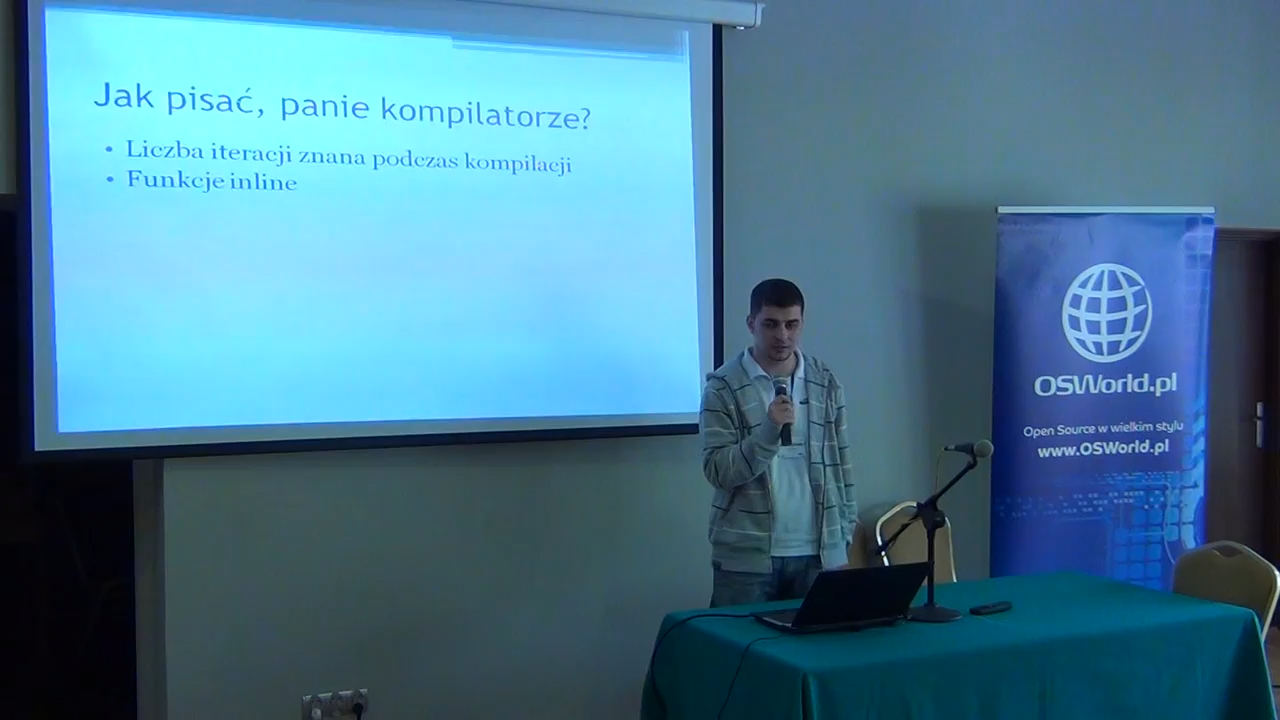 Jak pisać, panie kompilatorze?
• Liczba iteracji znana podczas kompilacji
• Funkcje inline
OSWorld.pl
Open Source w wielkim stylu
www.OSWorld.pl